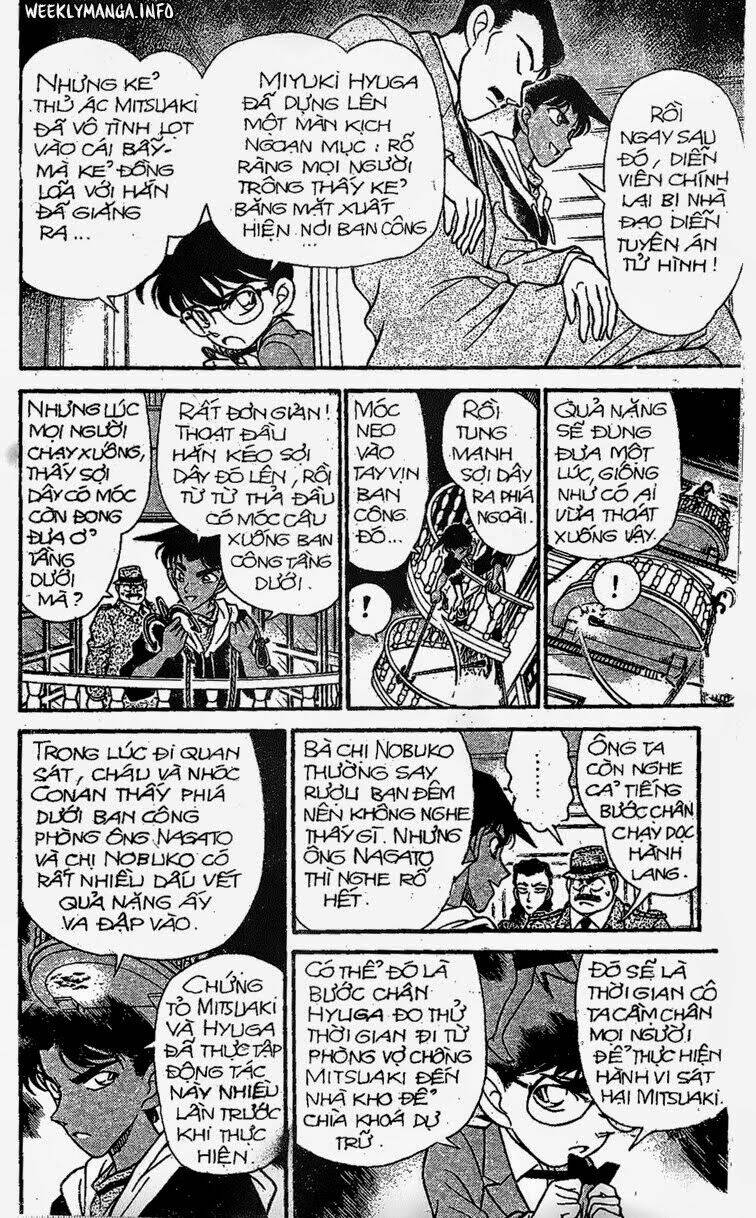 WEEKLYMANGA.INFO
NHƯNG KẺ
THỦ ÁC MITSUAKI
ĐÃ VÔ TÌNH LỌT
VÀO CÁI BẪY-
MÀ KẺ ĐỒNG
LÕA VỚI HẮN
ĐÃ GIĂNG
RA...
MIYUKI HYUGA
ĐÃ DỰNG LÊN
MỘT MÀN KỊCH
NGOẠN MỤC : RÕ
RÀNG MỌI NGƯỜI
TRÔNG THẤY KẺ
BĂNG MẶT XUẤT
HIỆN NƠI BAN CÔNG
...
RỒI
NGAY SAU
ĐÓ, DIỄN
VIÊN CHÍNH
LẠI BỊ NHÀ
ĐẠO DIỄN
TUYÊN ÁN
TỬ HÌNH!
NHƯNG LÚC
MỌI NGƯỜI
CHẠY XUỐNG,
THẤY SỢI
DÂY CÓ MÓC
CÒN ĐONG
ĐƯA Ở
TẦNG
DƯỚI
MÀ?
RẤT ĐƠN GIẢN!
THOẠT ĐẦU
HẮN KÉO SỢI
DÂY ĐÓ LÊN, RỒI
TỪ TỪ THẢ ĐẦU
CÓ MÓC CÂU
XUỐNG BAN
CÔNG TẦNG
DƯỚI.
MÓC
NEO
VÀO
TAY VỊN
BAN
CÔNG
ĐÓ...
!
RỒI
TUNG
MẠNH
SỢI DÂY
RA PHÍA
NGOÀI.
QUẢ NẶNG
SẼ ĐUNG
ĐƯA MỘT
LÚC, GIỐNG
NHƯ CÓ AI
VỪA THOÁT
XUỐNG VẬY.
!
TRONG LÚC ĐI QUAN
SÁT, CHÁU VÀ NHÓC
CONAN THẤY PHÍA
DƯỚI BAN CÔNG
PHÒNG ÔNG NAGATO
VÀ CHỊ NOBUKO CÓ
RẤT NHIỀU DẤU VẾT
QUẢ NẶNG ẤY
VA ĐẬP VÀO.
CHỨNG
TỎ MITSUAKI
VÀ HYUGA
ĐÃ THỰC TẬP
ĐỘNG TÁC
NÀY NHIỀU
LẦN TRƯỚC
KHI THỰC
HIỆN.
BÀ CHỊ NOBUKO
THƯỜNG SAY
RƯỢU BAN ĐÊM
NÊN KHÔNG NGHE
THẤY GÌ. NHƯNG
ÔNG NAGATO
THÌ NGHE RÕ
HẾT.
......
ÔNG TA
CÒN NGHE
CẢ TIẾNG
BƯỚC CHÂN
CHẠY DỌC
HÀNH
LANG.
CÓ THỂ ĐÓ LÀ
BƯỚC CHÂN
HYUGA ĐO THỬ
THỜI GIAN ĐI TỪ
PHÒNG VỢ CHỒNG
MITSUAKI ĐẾN
NHÀ KHO ĐỂ
CHÌA KHOÁ DỰ
TRỮ.
ĐÓ SẼ LÀ
THỜI GIAN CÔ
TA CẦM CHÂN
MỌI NGƯỜI
ĐỂ THỰC HIỆN
HÀNH VI SÁT
HẠI MITSUAKI.